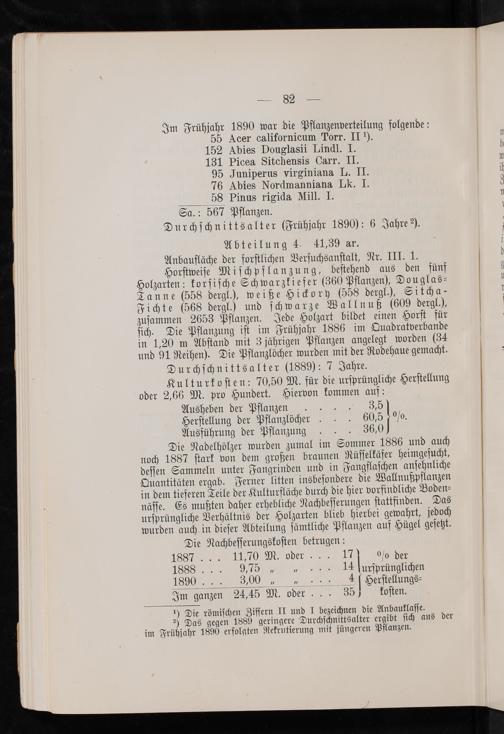 — 82 —
Im Frühjahr 1890 war die Pflanzenverteilung folgende:
55 Acer californicum Torr. II ¹).
152 Abies Douglasii Lindl. I.
131 Picea Sitchensis Carr. II.
95 Juniperus virginiana L. II.
76 Abies Nordmanniana Lk. I.
58 Pinus rigida Mill. I.
Sa.: 567 Pflanzen.
Durchschnittsalter (Frühjahr 1890): 6 Jahre ²).
Abteilung 4. 41,39 ar.
Anbaufläche der forstlichen Versuchsanstalt, Nr. III. 1.
Horstweise Mischpflanzung, bestehend aus den fünf
Holzarten: korsische Schwarzkiefer (360 Pflanzen), Douglas-
Tanne (558 dergl.), weiße Hickory (558 dergl.), Sitcha-
Fichte (568 dergl.) und schwarze Wallnuß (609 dergl.),
zusammen 2653 Pflanzen. Jede Holzart bildet einen Horst für
sich. Die Pflanzung ist im Frühjahr 1886 im Quadratverbande
in 1,20 m Abstand mit 3 jährigen Pflanzen angelegt worden (34
und 91 Reihen). Die Pflanzlöcher wurden mit der Rodehaue gemacht.
Durchschnittsalter (1889): 7 Jahre.
Kulturkosten: 70,50 M. für die ursprüngliche Herstellung
oder 2,66 M. pro Hundert. Hiervon kommen auf:
Ausheben der Pflanzen . . . . 3,5
Herstellung der Pflanzlöcher . . . 60,5 } %.
Ausführung der Pflanzung . . . 36,0
Die Nadelhölzer wurden zumal im Sommer 1886 und auch
noch 1887 stark von dem großen braunen Rüsselkäfer heimgesucht,
dessen Sammeln unter Fangrinden und in Fangflaschen ansehnliche
Quantitäten ergab. Ferner litten insbesondere die Wallnußpflanzen
in dem tieferen Teile der Kulturfläche durch die hier vorfindliche Boden-
nässe. Es mußten daher erhebliche Nachbesserungen stattfinden. Das
ursprüngliche Verhältnis der Holzarten blieb hierbei gewahrt, jedoch
wurden auch in dieser Abteilung sämtliche Pflanzen auf Hügel gesetzt.
Die Nachbesserungskosten betrugen:
1887 . . . 11,70 M. oder . . . 17 } % der
1888 . . . 9,75 „ „ . . . 14 ursprünglichen
1890 . . . 3,00 „ „ . . . 4 Herstellungs-
Im ganzen 24,45 M. oder . . . 35 kosten.
¹) Die römischen Ziffern II und I bezeichnen die Anbauklasse.
²) Das gegen 1889 geringere Durchschnittsalter ergibt sich aus der
im Frühjahr 1890 erfolgten Rekrutierung mit jüngeren Pflanzen.